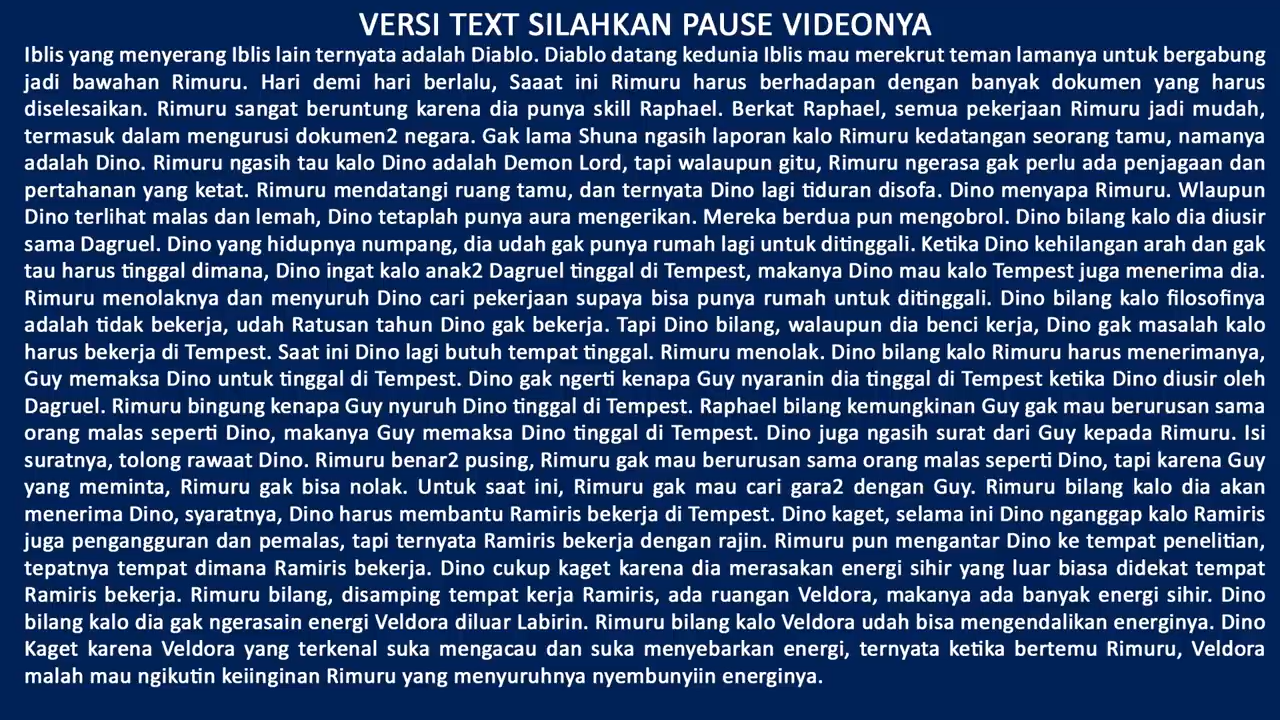 VERSI TEXT SILAHKAN PAUSE VIDEONYA
Iblis yang menyerang Iblis lain ternyata adalah Diablo. Diablo datang kedunia Iblis mau merekrut teman lamanya untuk bergabung
jadi bawahan Rimuru. Hari demi hari berlalu, Saaat ini Rimuru harus berhadapan dengan banyak dokumen yang harus
diselesaikan. Rimuru sangat beruntung karena dia punya skill Raphael. Berkat Raphael, semua pekerjaan Rimuru jadi mudah,
termasuk dalam mengurusi dokumen2 negara. Gak lama Shuna ngasih laporan kalo Rimuru kedatangan seorang tamu, namanya
adalah Dino. Rimuru ngasih tau kalo Dino adalah Demon Lord, tapi walaupun gitu, Rimuru ngerasa gak perlu ada penjagaan dan
pertahanan yang ketat. Rimuru mendatangi ruang tamu, dan ternyata Dino lagi tiduran disofa. Dino menyapa Rimuru. Wlaupun
Dino terlihat malas dan lemah, Dino tetaplah punya aura mengerikan. Mereka berdua pun mengobrol. Dino bilang kalo dia diusir
sama Dagruel. Dino yang hidupnya numpang, dia udah gak punya rumah lagi untuk ditinggali. Ketika Dino kehilangan arah dan gak
tau harus tinggal dimana, Dino ingat kalo anak2 Dagruel tinggal di Tempest, makanya Dino mau kalo Tempest juga menerima dia.
Rimuru menolaknya dan menyuruh Dino cari pekerjaan supaya bisa punya rumah untuk ditinggali. Dino bilang kalo filosofinya
adalah tidak bekerja, udah Ratusan tahun Dino gak bekerja. Tapi Dino bilang, walaupun dia benci kerja, Dino gak masalah kalo
harus bekerja di Tempest. Saat ini Dino lagi butuh tempat tinggal. Rimuru menolak. Dino bilang kalo Rimuru harus menerimanya,
Guy memaksa Dino untuk tinggal di Tempest. Dino gak ngerti kenapa Guy nyaranin dia tinggal di Tempest ketika Dino diusir oleh
Dagruel. Rimuru bingung kenapa Guy nyuruh Dino tinggal di Tempest. Raphael bilang kemungkinan Guy gak mau berurusan sama
orang malas seperti Dino, makanya Guy memaksa Dino tinggal di Tempest. Dino juga ngasih surat dari Guy kepada Rimuru. Isi
suratnya, tolong rawaat Dino. Rimuru benar2 pusing, Rimuru gak mau berurusan sama orang malas seperti Dino, tapi karena Guy
yang meminta, Rimuru gak bisa nolak. Untuk saat ini, Rimuru gak mau cari gara2 dengan Guy. Rimuru bilang kalo dia akan
menerima Dino, syaratnya, Dino harus membantu Ramiris bekerja di Tempest. Dino kaget, selama ini Dino nganggap kalo Ramiris
juga pengangguran dan pemalas, tapi ternyata Ramiris bekerja dengan rajin. Rimuru pun mengantar Dino ke tempat penelitian,
tepatnya tempat dimana Ramiris bekerja. Dino cukup kaget karena dia merasakan energi sihir yang luar biasa didekat tempat
Ramiris bekerja. Rimuru bilang, disamping tempat kerja Ramiris, ada ruangan Veldora, makanya ada banyak energi sihir. Dino
bilang kalo dia gak ngerasain energi Veldora diluar Labirin. Rimuru bilang kalo Veldora udah bisa mengendalikan energinya. Dino
Kaget karena Veldora yang terkenal suka mengacau dan suka menyebarkan energi, ternyata ketika bertemu Rimuru, Veldora
malah mau ngikutin keiinginan Rimuru yang menyuruhnya nyembunyiin energinya.